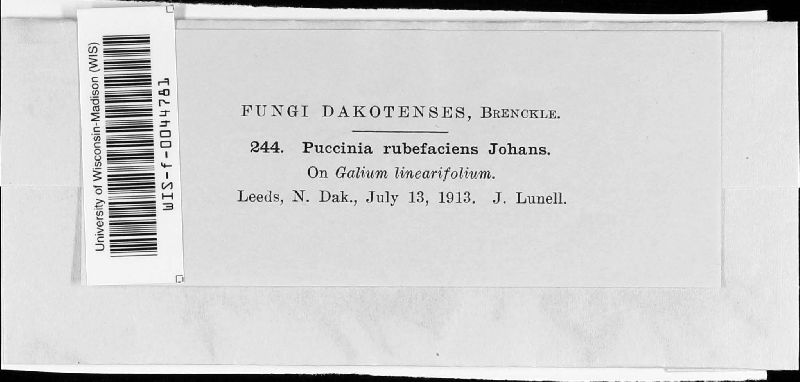 University of Wisconsin-Madison (WIS)
WIS-f-0044781
FUNGI DAKOTENSES, BRENCKLE.
244. Puccinia rubefaciens Johans.
On Galium linearifolium.
Leeds, N. Dak., July 13, 1913. J. Lunell.